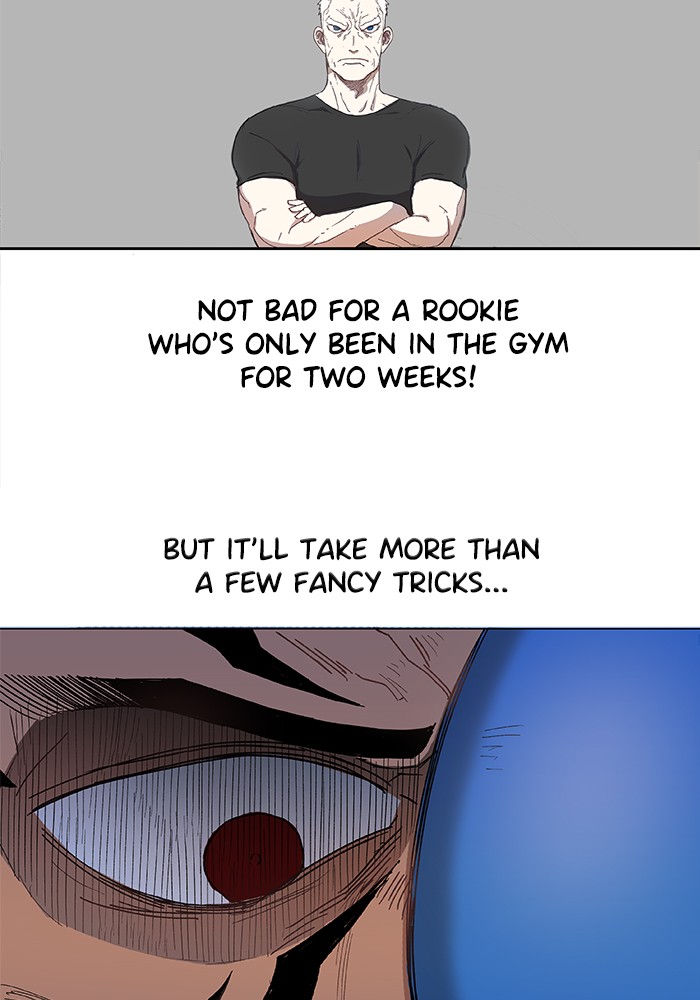 NOT BAD FOR A ROOKIE
WHO'S ONLY BEEN IN THE GYM
FOR TWO WEEKS!
BUT IT'LL TAKE MORE THAN
A FEW FANCY TRICKS...